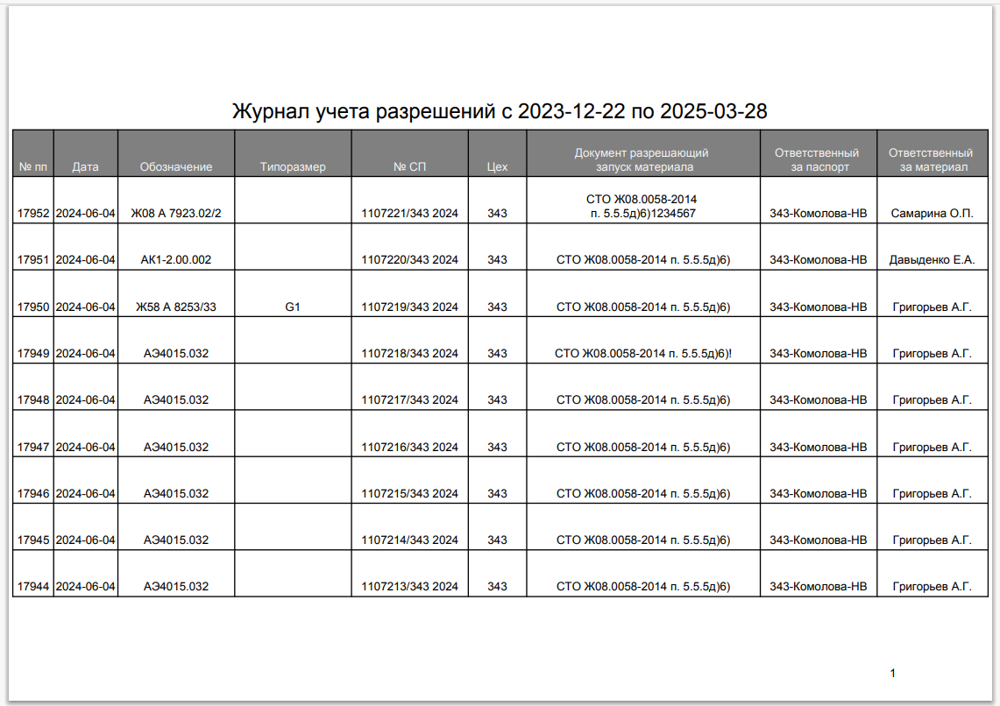 Журнал учета разрешений с 2023-12-22 по 2025-03-28
№ пп Дата Обозначение Типоразмер № СП Цех Документ разрешающий запуск материала Ответственный за паспорт Ответственный за материал
17952 2024-06-04 Ж08 А 7923.02/2 1107221/343 2024 343 СТО Ж08.0058-2014 п. 5.5.5д)6)1234567 343-Комолова-НВ Самарина О.П.
17951 2024-06-04 АК1-2.00.002 1107220/343 2024 343 СТО Ж08.0058-2014 п. 5.5.5д)6) 343-Комолова-НВ Давыденко Е.А.
17950 2024-06-04 Ж58 А 8253/33 G1 1107219/343 2024 343 СТО Ж08.0058-2014 п. 5.5.5д)6) 343-Комолова-НВ Григорьев А.Г.
17949 2024-06-04 АЭ4015.032 1107218/343 2024 343 СТО Ж08.0058-2014 п. 5.5.5д)6)! 343-Комолова-НВ Григорьев А.Г.
17948 2024-06-04 АЭ4015.032 1107217/343 2024 343 СТО Ж08.0058-2014 п. 5.5.5д)6) 343-Комолова-НВ Григорьев А.Г.
17947 2024-06-04 АЭ4015.032 1107216/343 2024 343 СТО Ж08.0058-2014 п. 5.5.5д)6) 343-Комолова-НВ Григорьев А.Г.
17946 2024-06-04 АЭ4015.032 1107215/343 2024 343 СТО Ж08.0058-2014 п. 5.5.5д)6) 343-Комолова-НВ Григорьев А.Г.
17945 2024-06-04 АЭ4015.032 1107214/343 2024 343 СТО Ж08.0058-2014 п. 5.5.5д)6) 343-Комолова-НВ Григорьев А.Г.
17944 2024-06-04 АЭ4015.032 1107213/343 2024 343 СТО Ж08.0058-2014 п. 5.5.5д)6) 343-Комолова-НВ Григорьев А.Г.
1